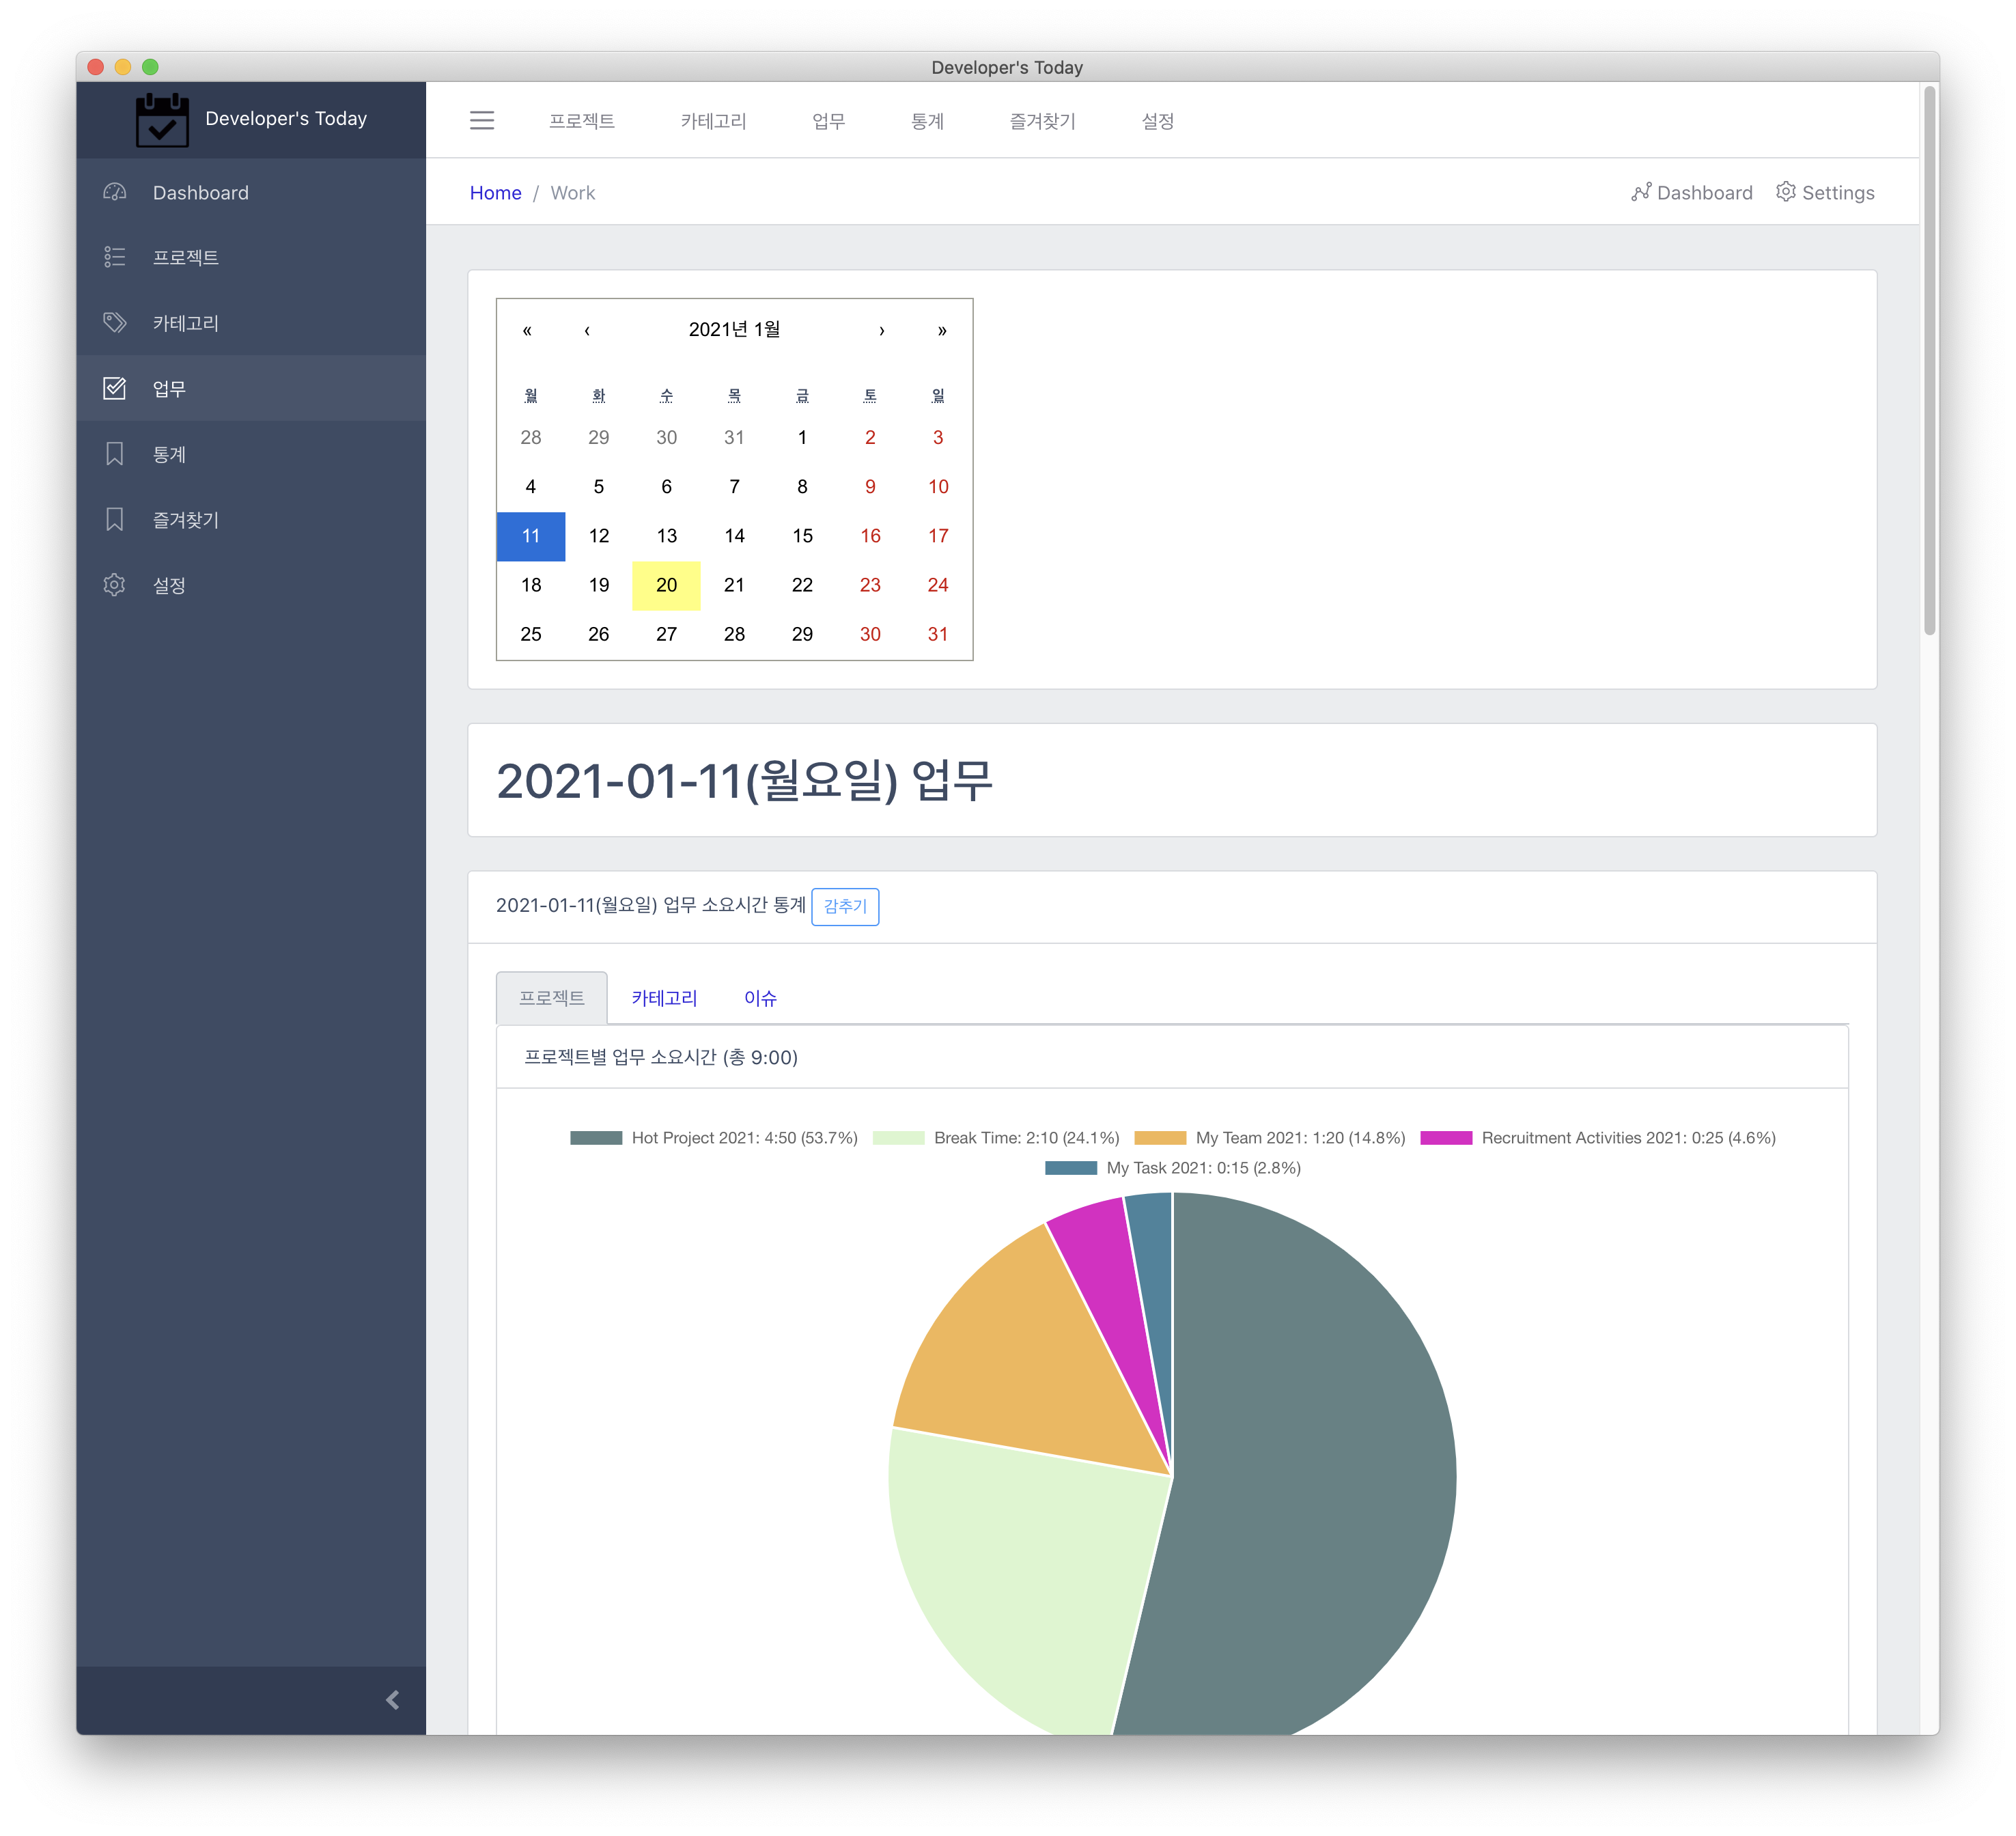 Developer's Today
Developer's Today
Dashboard
프로젝트
카테고리
업무
통계
즐겨찾기
설정
프로젝트 카테고리 업무 통계 즐겨찾기 설정
Home / Work Dashboard Settings
« ‹ 2021년 1월 › »
월 화 수 목 금 토 일
28 29 30 31 1 2 3
4 5 6 7 8 9 10
11 12 13 14 15 16 17
18 19 20 21 22 23 24
25 26 27 28 29 30 31
2021-01-11(월요일) 업무
2021-01-11(월요일) 업무 소요시간 통계 감추기
프로젝트 카테고리 이슈
프로젝트별 업무 소요시간 (총 9:00)
Hot Project 2021: 4:50 (53.7%) Break Time: 2:10 (24.1%) My Team 2021: 1:20 (14.8%) Recruitment Activities 2021: 0:25 (4.6%)
My Task 2021: 0:15 (2.8%)